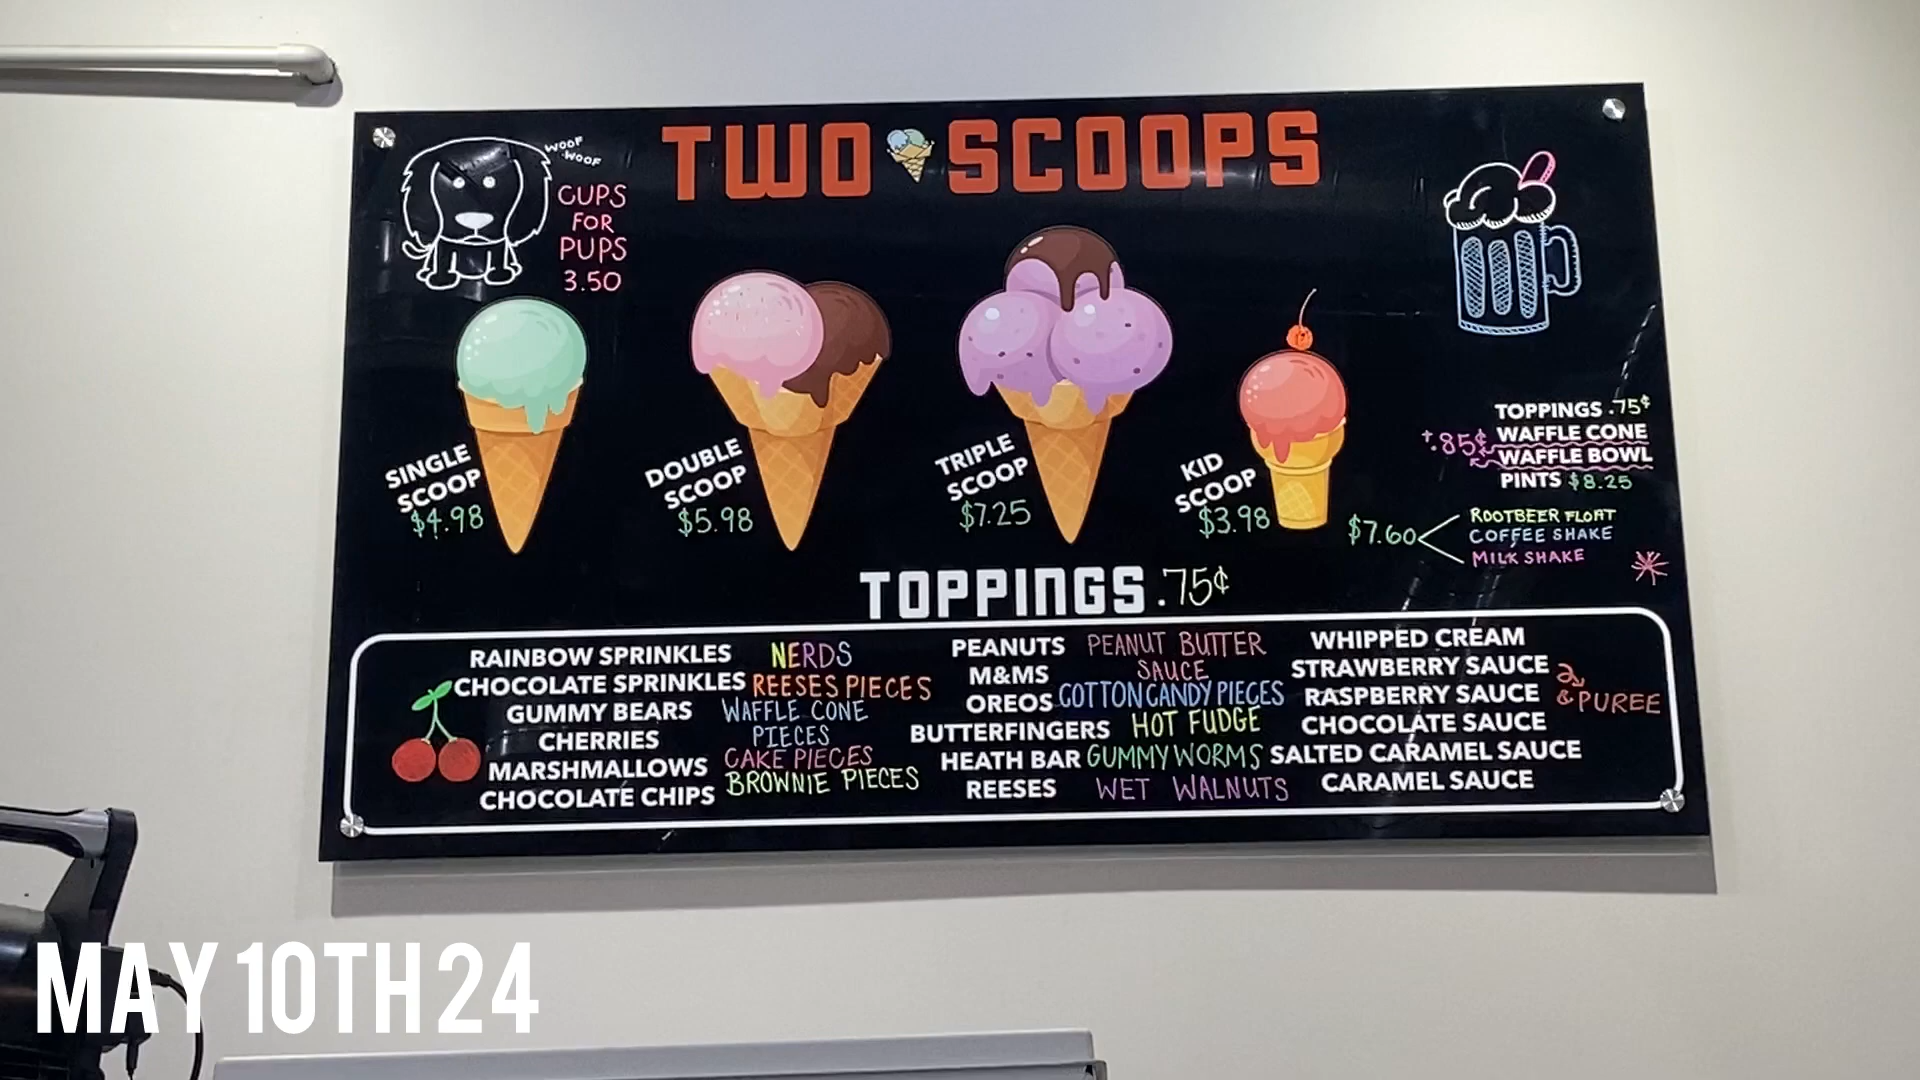 TWO SCOOPS
WOOF
WOOF
CUPS
FOR
PUPS
3.50
SINGLE
SCOOP
$4.98
DOUBLE
SCOOP
$5.98
TRIPLE
SCOOP
$7.25
KID
SCOOP
$3.98
TOPPINGS .75¢
+.85¢ WAFFLE CONE
WAFFLE BOWL
PINTS $8.25
$7.60
ROOTBEER FLOAT
COFFEE SHAKE
MILK SHAKE
TOPPINGS .75¢
RAINBOW SPRINKLES
CHOCOLATE SPRINKLES
GUMMY BEARS
CHERRIES
MARSHMALLOWS
CHOCOLATE CHIPS
NERDS
REESES PIECES
WAFFLE CONE
PIECES
CAKE PIECES
BROWNIE PIECES
PEANUTS
M&MS
OREOS
BUTTERFINGERS
HEATH BAR
REESES
PEANUT BUTTER
SAUCE
COTTON CANDY PIECES
HOT FUDGE
GUMMY WORMS
WET WALNUTS
WHIPPED CREAM
STRAWBERRY SAUCE
RASPBERRY SAUCE
& PUREE
CHOCOLATE SAUCE
SALTED CARAMEL SAUCE
CARAMEL SAUCE
MAY 10TH 24